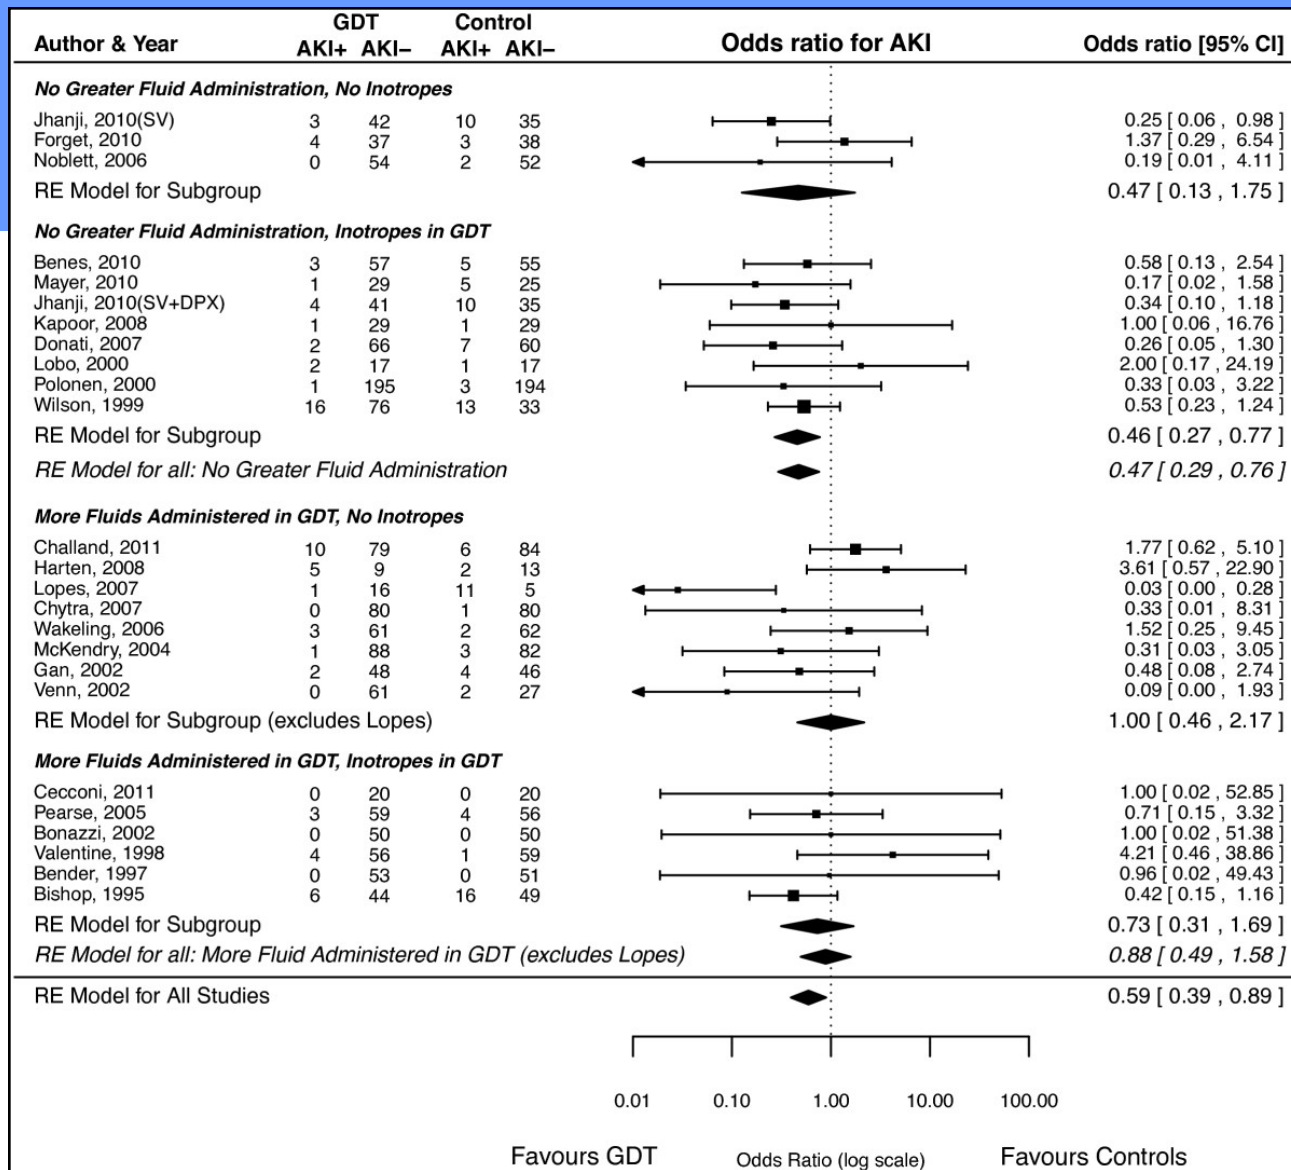 GDT Control
Author & Year AKI+ AKI– AKI+ AKI– Odds ratio for AKI Odds ratio [95% CI]
No Greater Fluid Administration, No Inotropes
Jhanji, 2010(SV) 3 42 10 35 0.25 [ 0.06 , 0.98 ]
Forget, 2010 4 37 3 38 1.37 [ 0.29 , 6.54 ]
Noblett, 2006 0 54 2 52 0.19 [ 0.01 , 4.11 ]
RE Model for Subgroup 0.47 [ 0.13 , 1.75 ]
No Greater Fluid Administration, Inotropes in GDT
Benes, 2010 3 57 5 55 0.58 [ 0.13 , 2.54 ]
Mayer, 2010 1 29 5 25 0.17 [ 0.02 , 1.58 ]
Jhanji, 2010(SV+DPX) 4 41 10 35 0.34 [ 0.10 , 1.18 ]
Kapoor, 2008 1 29 1 29 1.00 [ 0.06 , 16.76 ]
Donati, 2007 2 66 7 60 0.26 [ 0.05 , 1.30 ]
Lobo, 2000 2 17 1 17 2.00 [ 0.17 , 24.19 ]
Polonen, 2000 1 195 3 194 0.33 [ 0.03 , 3.22 ]
Wilson, 1999 16 76 13 33 0.53 [ 0.23 , 1.24 ]
RE Model for Subgroup 0.46 [ 0.27 , 0.77 ]
RE Model for all: No Greater Fluid Administration 0.47 [ 0.29 , 0.76 ]
More Fluids Administered in GDT, No Inotropes
Challand, 2011 10 79 6 84 1.77 [ 0.62 , 5.10 ]
Harten, 2008 5 9 2 13 3.61 [ 0.57 , 22.90 ]
Lopes, 2007 1 16 11 5 0.03 [ 0.00 , 0.28 ]
Chytra, 2007 0 80 1 80 0.33 [ 0.01 , 8.31 ]
Wakeling, 2006 3 61 2 62 1.52 [ 0.25 , 9.45 ]
McKendry, 2004 1 88 3 82 0.31 [ 0.03 , 3.05 ]
Gan, 2002 2 48 4 46 0.48 [ 0.08 , 2.74 ]
Venn, 2002 0 61 2 27 0.09 [ 0.00 , 1.93 ]
RE Model for Subgroup (excludes Lopes) 1.00 [ 0.46 , 2.17 ]
More Fluids Administered in GDT, Inotropes in GDT
Cecconi, 2011 0 20 0 20 1.00 [ 0.02 , 52.85 ]
Pearse, 2005 3 59 4 56 0.71 [ 0.15 , 3.32 ]
Bonazzi, 2002 0 50 0 50 1.00 [ 0.02 , 51.38 ]
Valentine, 1998 4 56 1 59 4.21 [ 0.46 , 38.86 ]
Bender, 1997 0 53 0 51 0.96 [ 0.02 , 49.43 ]
Bishop, 1995 6 44 16 49 0.42 [ 0.15 , 1.16 ]
RE Model for Subgroup 0.73 [ 0.31 , 1.69 ]
RE Model for all: More Fluid Administered in GDT (excludes Lopes) 0.88 [ 0.49 , 1.58 ]
RE Model for All Studies 0.59 [ 0.39 , 0.89 ]
0.01 0.10 1.00 10.00 100.00
Favours GDT Odds Ratio (log scale) Favours Controls